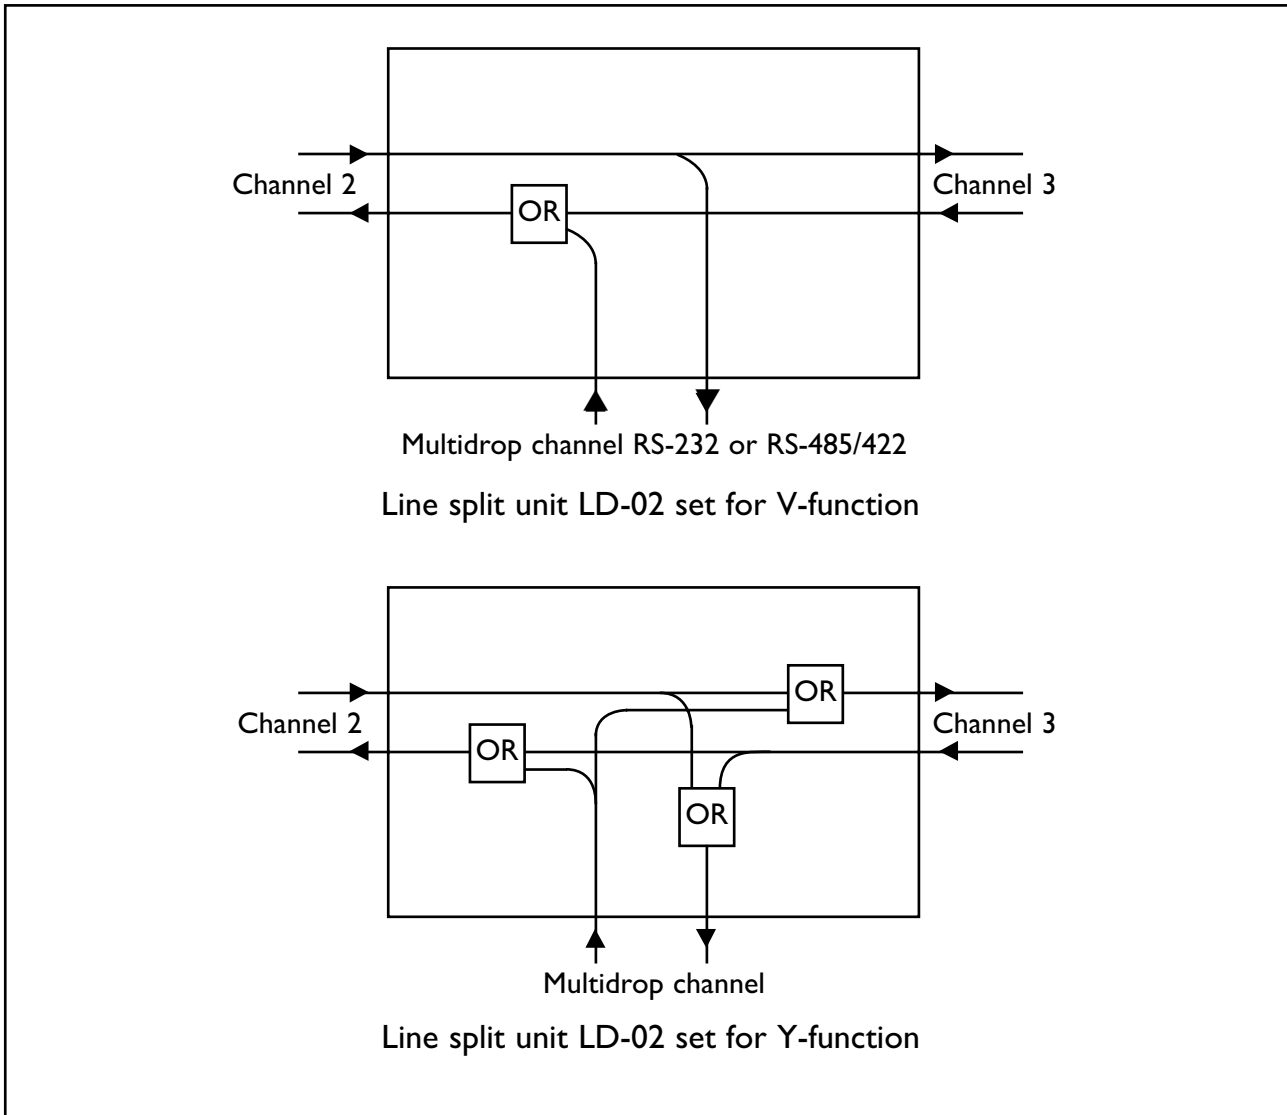 Channel 2
Channel 3
OR
Multidrop channel RS-232 or RS-485/422
Line split unit LD-02 set for V-function
OR
Channel 2
Channel 3
OR
OR
Multidrop channel
Line split unit LD-02 set for Y-function